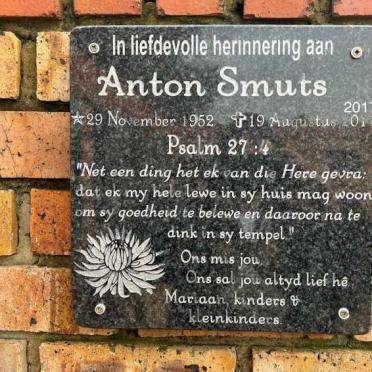 In liefdevolle herinnering aan
Anton Smuts
2017
29 November 1952 19 Augustus 201
Psalm 27 :4
"Net een ding het ek van die Here gevra:
dat ek my hele lewe in sy huis mag woon
om sy goedheid te belewe en daaroor na te
dink in sy tempel."
Ons mis jou,
Ons sal jou altyd lief hê.
Mariaan, kinders &
kleinkinders.